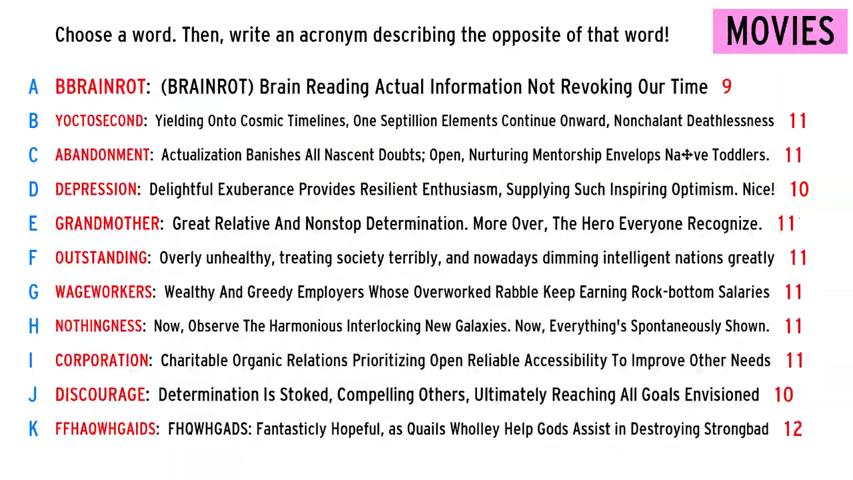 Choose a word. Then, write an acronym describing the opposite of that word!
MOVIES
A BBRAINROT: (BRAINROT) Brain Reading Actual Information Not Revoking Our Time 9
B YOCTOSECOND: Yielding Onto Cosmic Timelines, One Septillion Elements Continue Onward, Nonchalant Deathlessness 11
C ABANDONMENT: Actualization Banishes All Nascent Doubts; Open, Nurturing Mentorship Envelops Na✣ve Toddlers. 11
D DEPRESSION: Delightful Exuberance Provides Resilient Enthusiasm, Supplying Such Inspiring Optimism. Nice! 10
E GRANDMOTHER: Great Relative And Nonstop Determination. More Over, The Hero Everyone Recognize. 11
F OUTSTANDING: Overly unhealthy, treating society terribly, and nowadays dimming intelligent nations greatly 11
G WAGEWORKERS: Wealthy And Greedy Employers Whose Overworked Rabble Keep Earning Rock-bottom Salaries 11
H NOTHINGNESS: Now, Observe The Harmonious Interlocking New Galaxies. Now, Everything's Spontaneously Shown. 11
I CORPORATION: Charitable Organic Relations Prioritizing Open Reliable Accessibility To Improve Other Needs 11
J DISCOURAGE: Determination Is Stoked, Compelling Others, Ultimately Reaching All Goals Envisioned 10
K FFHAQWHGAIDS: FHQWHGADS: Fantasticly Hopeful, as Quails Wholley Help Gods Assist in Destroying Strongbad 12